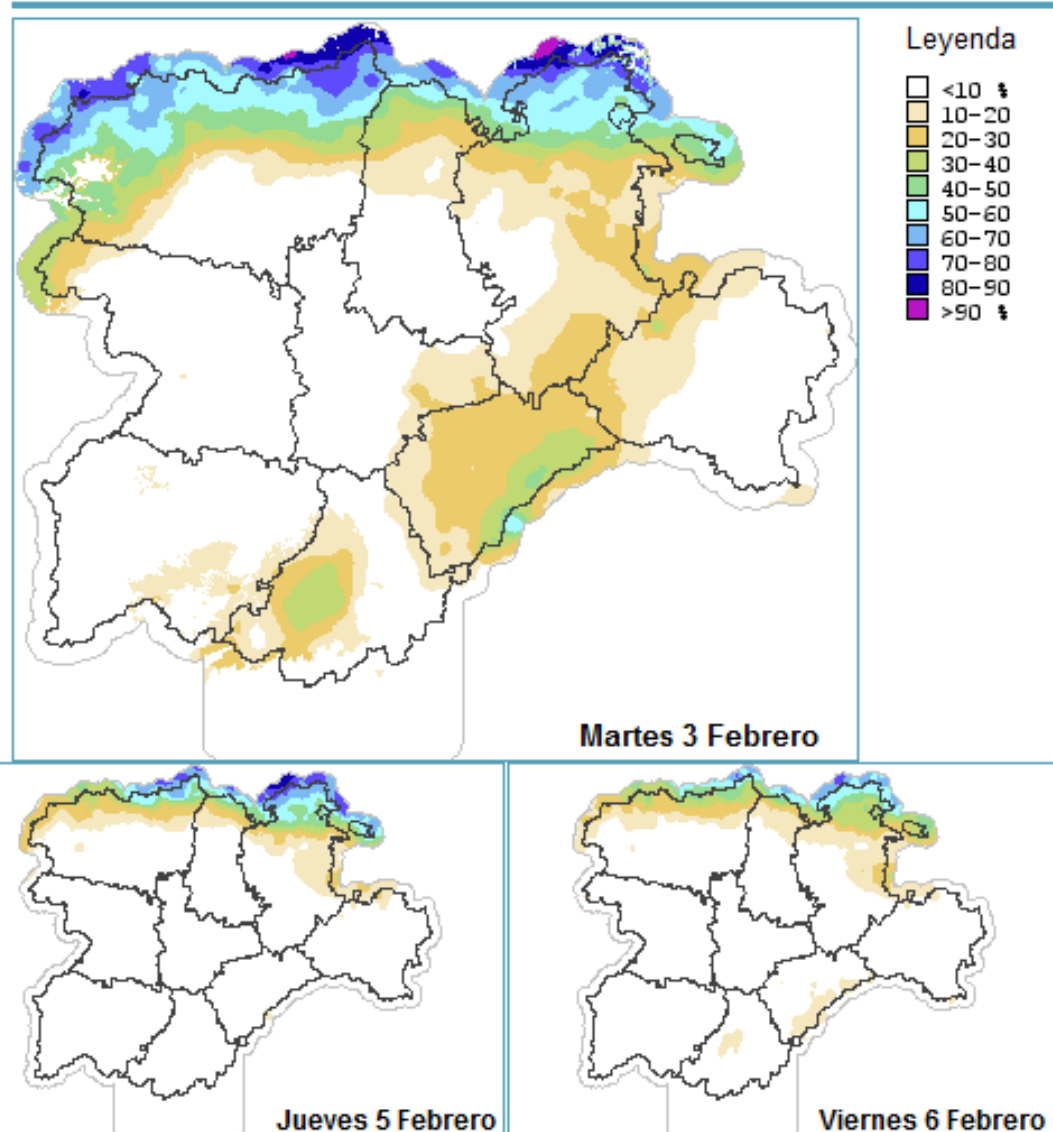 Leyenda
<10 %
10-20
20-30
30-40
40-50
50-60
60-70
70-80
80-90
>90 %
Martes 3 Febrero
Jueves 5 Febrero
Viernes 6 Febrero